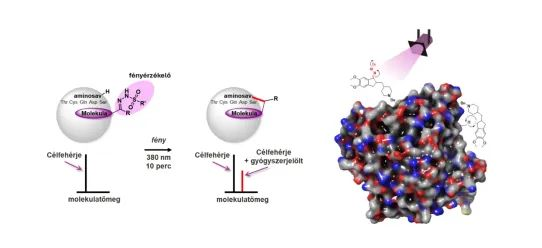 fényérzékelő
aminosav
H
Thr Cys Gln Asp Ser
N
H
N
O
S
O
R'
R
Molekula
fény
380 nm
10 perc
Célfehérje
molekulatömeg
aminosav
Thr Cys Gln Asp Ser
R
Molekula
Célfehérje
Célfehérje
+ gyógyszerjelölt
molekulatömeg